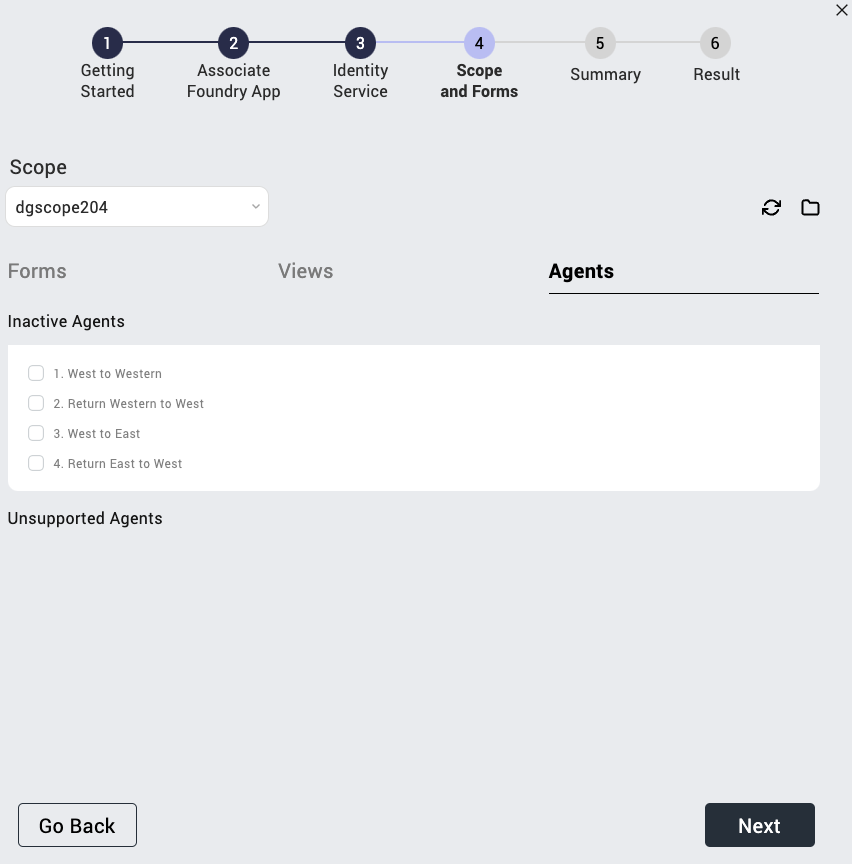 1
2
3
4
5
6
Getting
Started
Associate
Foundry App
Identity
Service
Scope
and Forms
Summary
Result
Scope
dgscope204
Forms
Views
Agents
Inactive Agents
1. West to Western
2. Return Western to West
3. West to East
4. Return East to West
Unsupported Agents
Go Back
Next